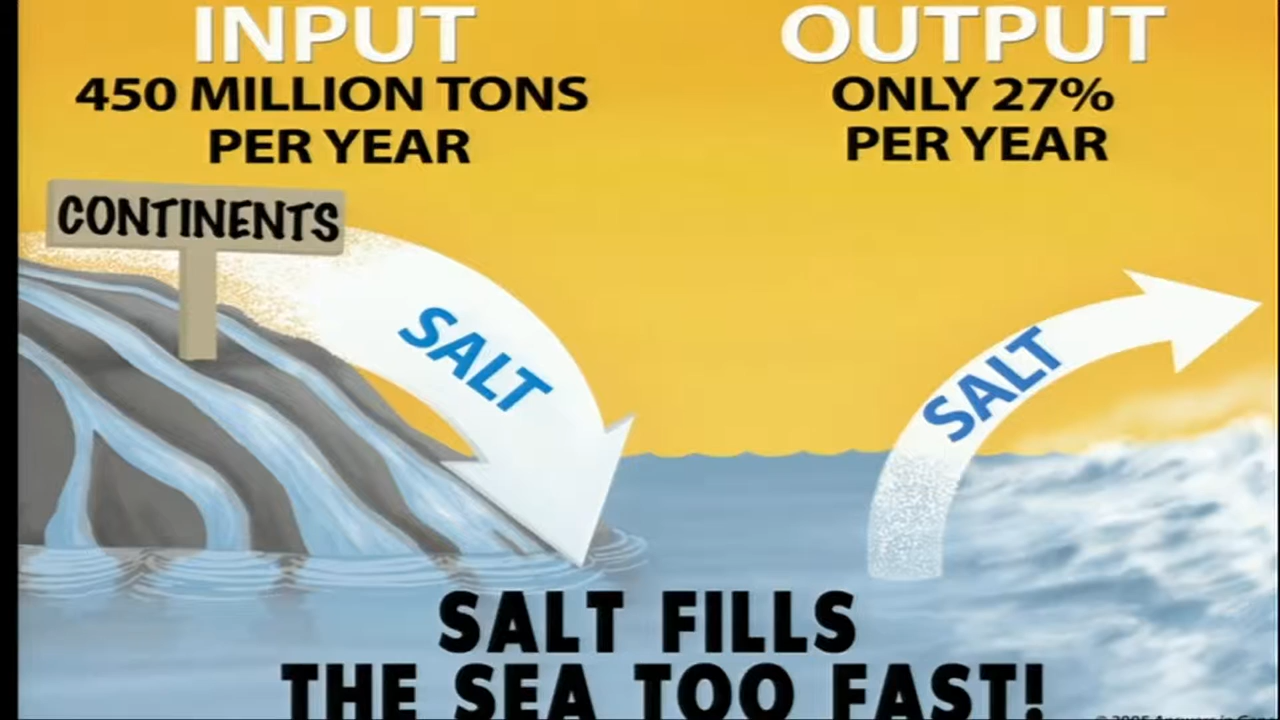 INPUT
450 MILLION TONS
PER YEAR
OUTPUT
ONLY 27%
PER YEAR
CONTINENTS
SALT
SALT
SALT FILLS
THE SEA TOO FAST!